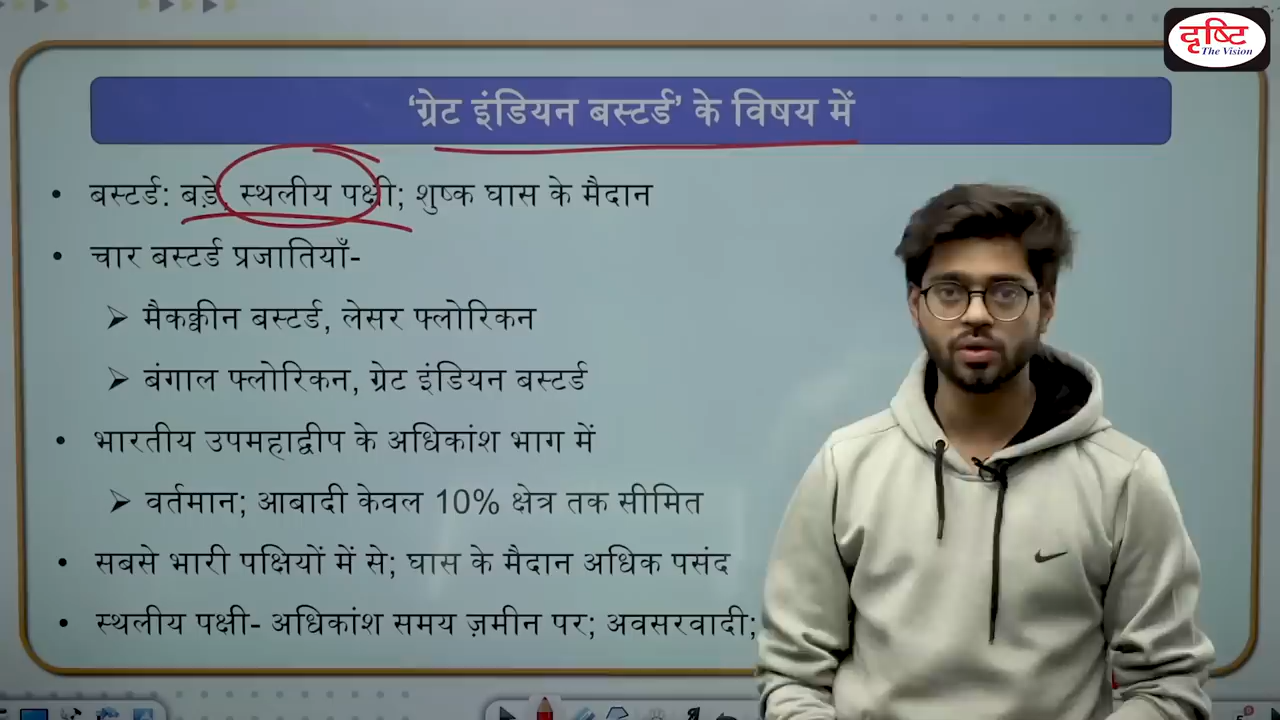 दृष्टि
The Vision
‘ग्रेट इंडियन बस्टर्ड’ के विषय में
• बस्टर्ड: बड़े, स्थलीय पक्षी; शुष्क घास के मैदान
• चार बस्टर्ड प्रजातियाँ-
➢ मैकक्वीन बस्टर्ड, लेसर फ्लोरिकन
➢ बंगाल फ्लोरिकन, ग्रेट इंडियन बस्टर्ड
• भारतीय उपमहाद्वीप के अधिकांश भाग में
➢ वर्तमान; आबादी केवल 10% क्षेत्र तक सीमित
• सबसे भारी पक्षियों में से; घास के मैदान अधिक पसंद
• स्थलीय पक्षी- अधिकांश समय ज़मीन पर; अवसरवादी;